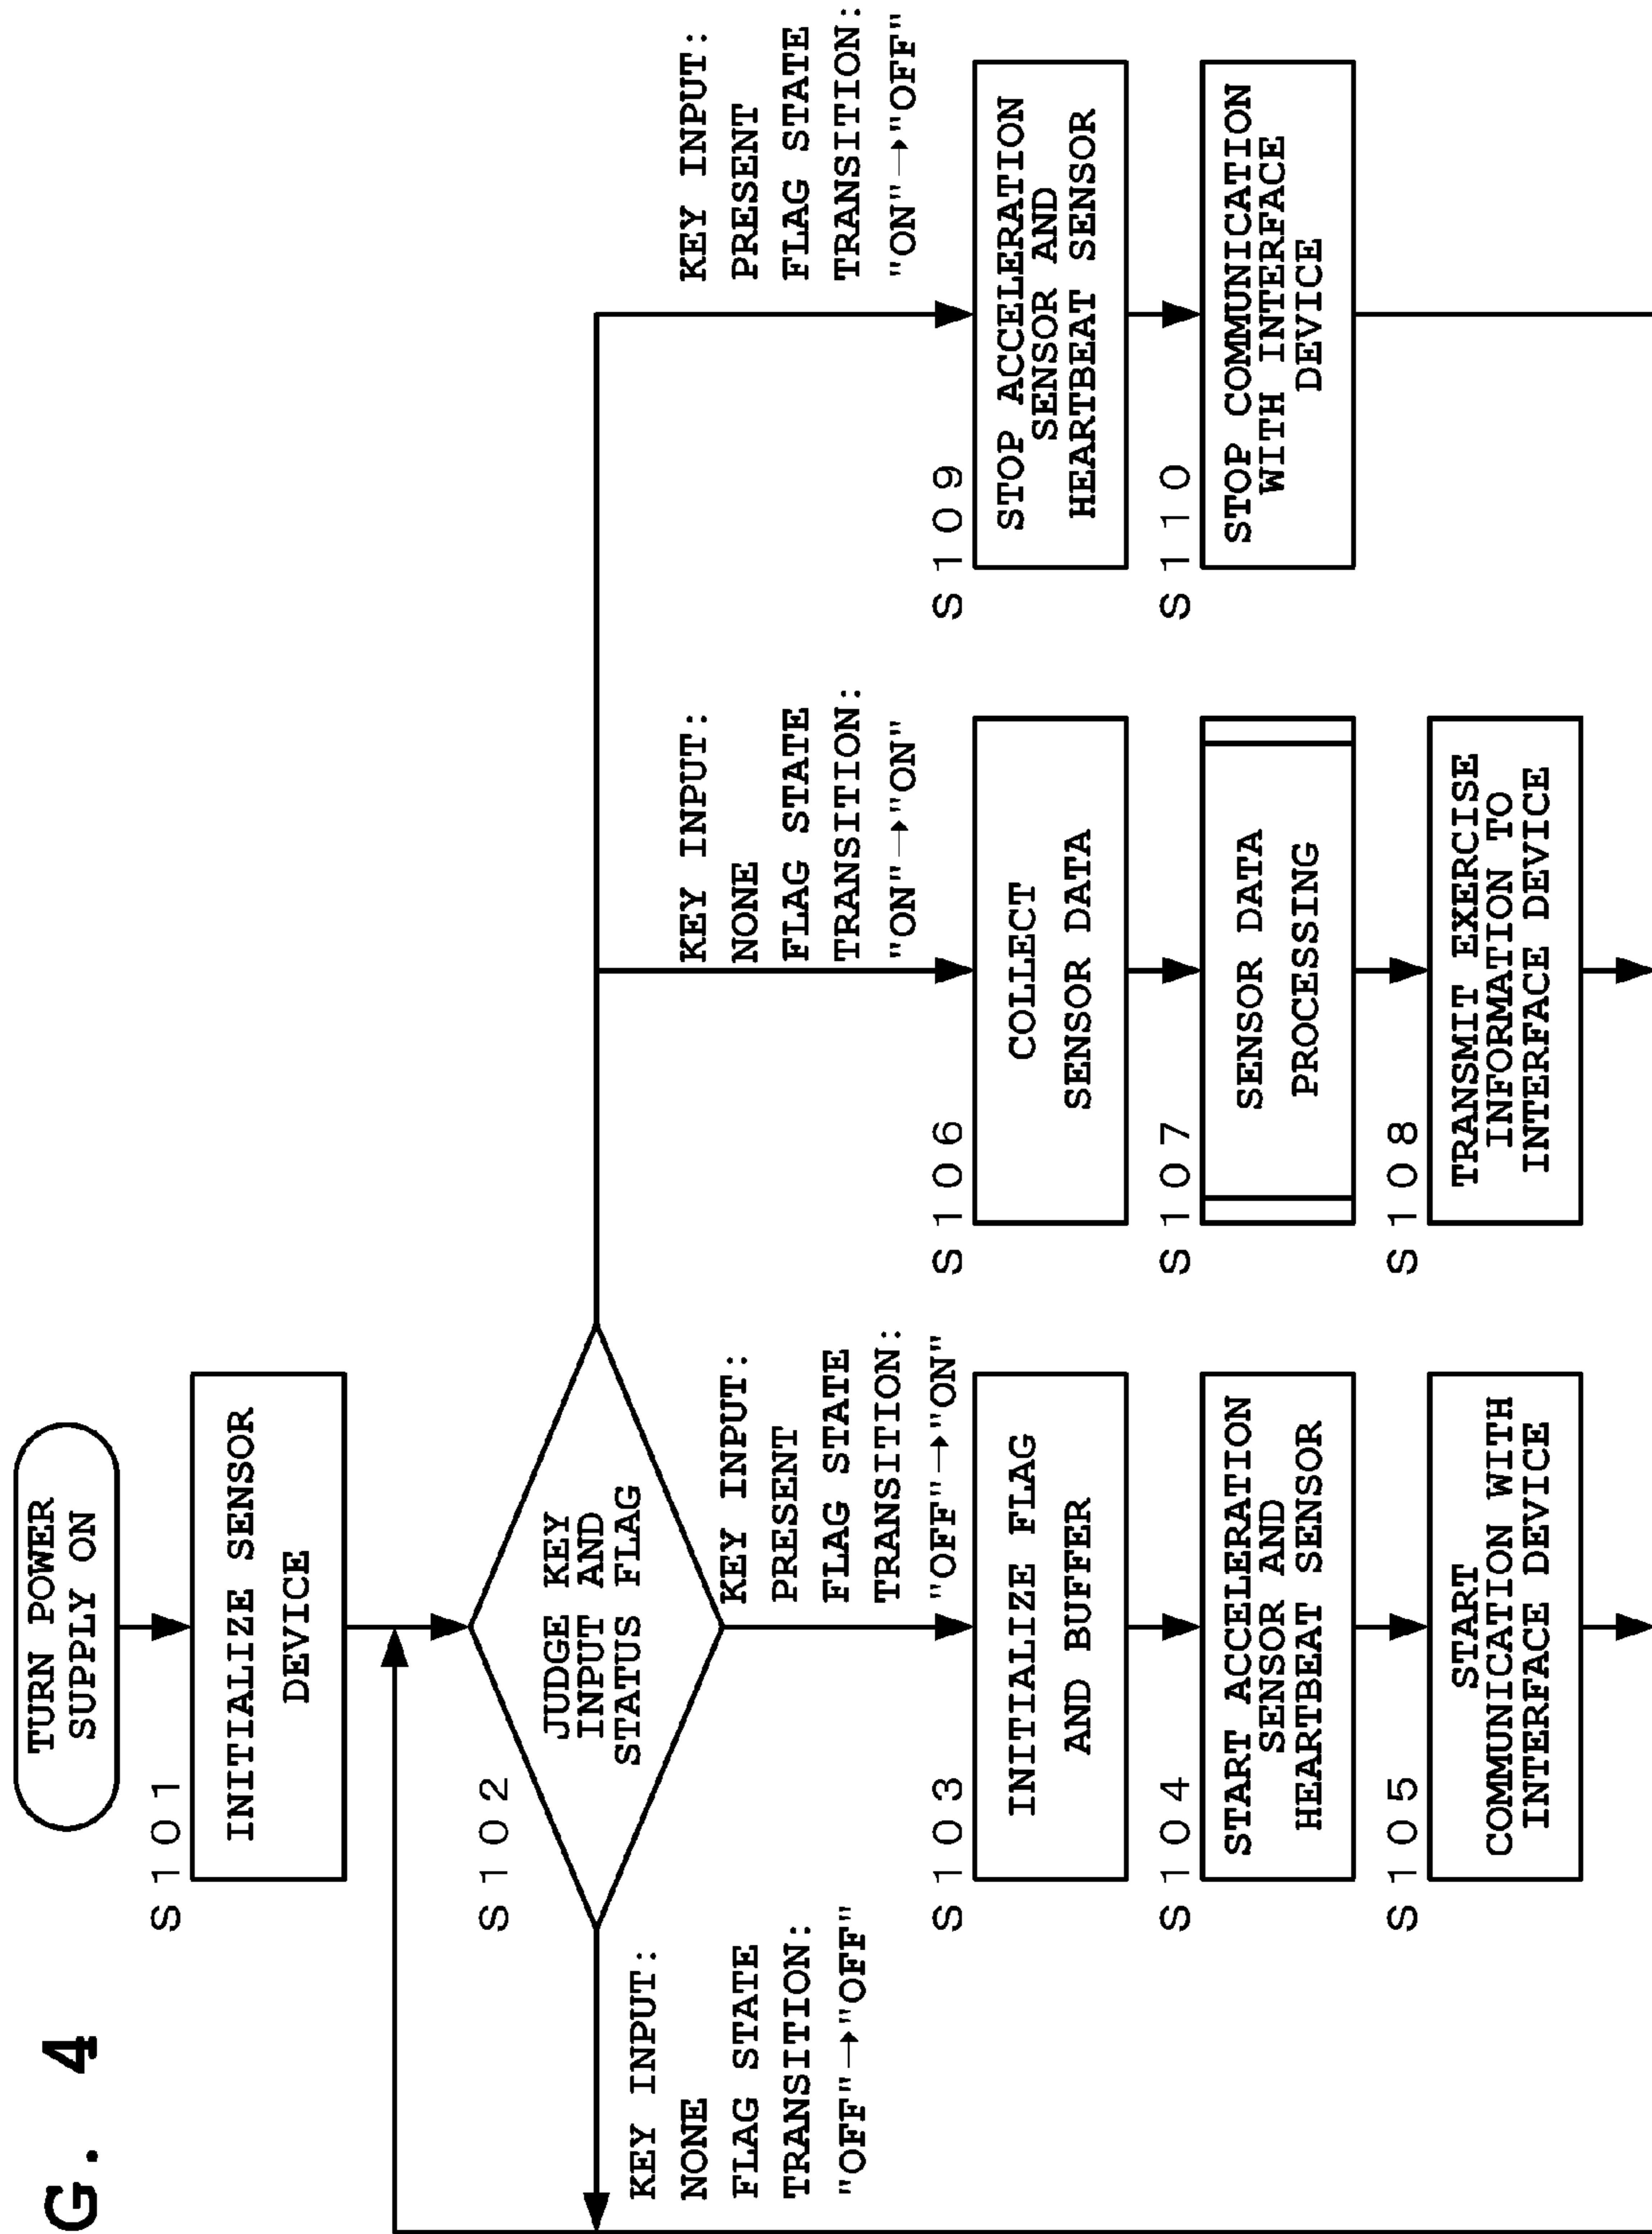 G. 4
TURN POWER
SUPPLY ON
S101
INITIALIZE SENSOR
DEVICE
S102
JUDGE KEY
INPUT AND
STATUS FLAG
KEY INPUT:
NONE
FLAG STATE
TRANSITION:
"OFF"→"OFF"
KEY INPUT:
PRESENT
FLAG STATE
TRANSITION:
"OFF"→"ON"
KEY INPUT:
NONE
FLAG STATE
TRANSITION:
"ON"→"ON"
KEY INPUT:
PRESENT
FLAG STATE
TRANSITION:
"ON"→"OFF"
S103
INITIALIZE FLAG
AND BUFFER
S104
START ACCELERATION
SENSOR AND
HEARTBEAT SENSOR
S105
START
COMMUNICATION WITH
INTERFACE DEVICE
S106
COLLECT
SENSOR DATA
S107
SENSOR DATA
PROCESSING
S108
TRANSMIT EXERCISE
INFORMATION TO
INTERFACE DEVICE
S109
STOP ACCELERATION
SENSOR AND
HEARTBEAT SENSOR
S110
STOP COMMUNICATION
WITH INTERFACE
DEVICE